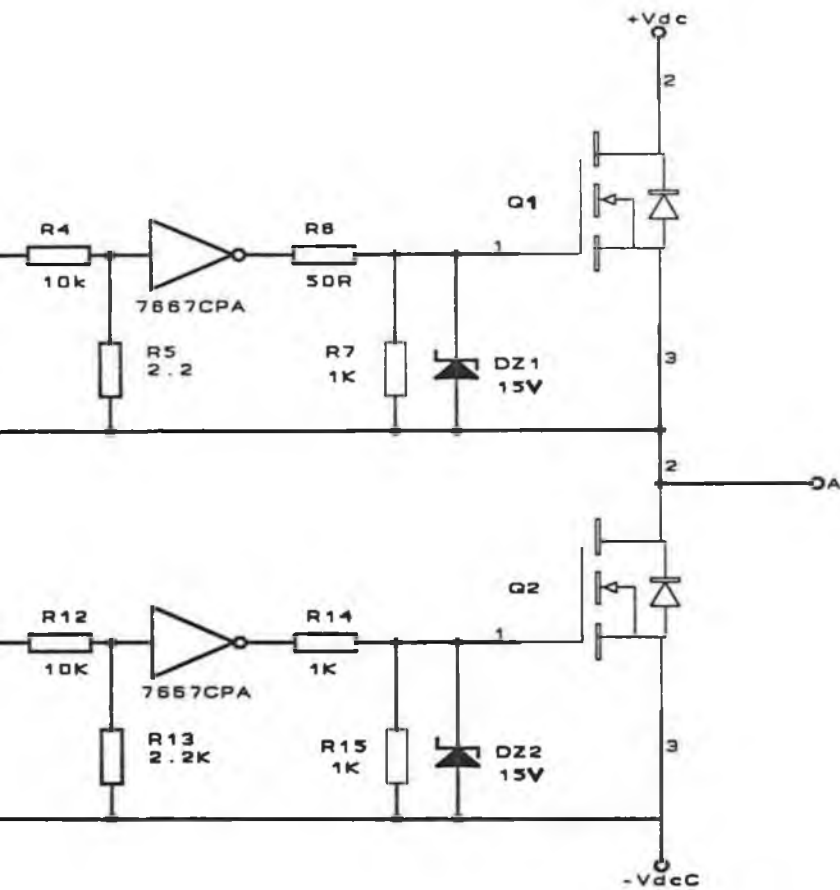 +Vdc
2
Q1
R4
R6
1
10k
50R
7667CPA
R5
2.2
R7
1K
DZ1
15V
3
2
A
Q2
R12
R14
1
10K
1K
7667CPA
R13
2.2K
R15
1K
DZ2
15V
3
-VdcC